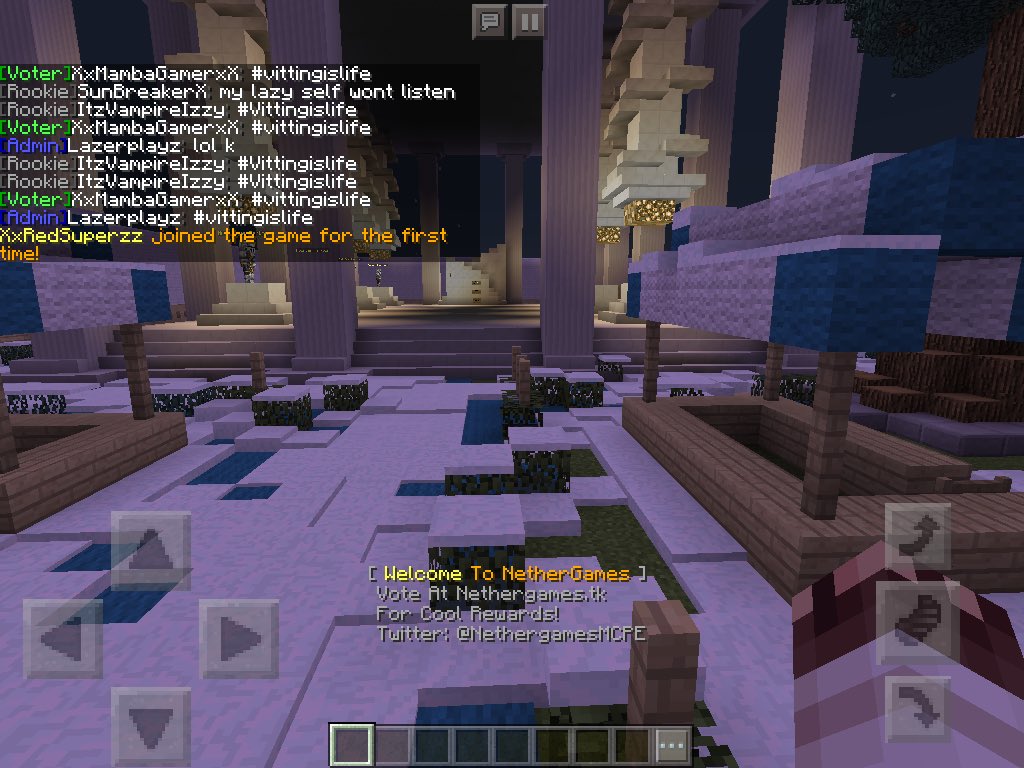 [Voter]XxMambaGamerxX: #vittingislife
[Rookie]SunBreakerX: my lazy self wont listen
[Rookie]ItzVampireIzzy: #Vittingislife
[Voter]XxMambaGamerxX: #vittingislife
[Admin]Lazerplayz: lol k
[Rookie]ItzVampireIzzy: #Vittingislife
[Rookie]ItzVampireIzzy: #Vittingislife
[Voter]XxMambaGamerxX: #vittingislife
[Admin]Lazerplayz: #vittingislife
XxRedSuperzz joined the game for the first
time!
[ Welcome To NetherGames ]
Vote At Nethergames.tk
For Cool Rewards!
Twitter: @NethergamesMCPE